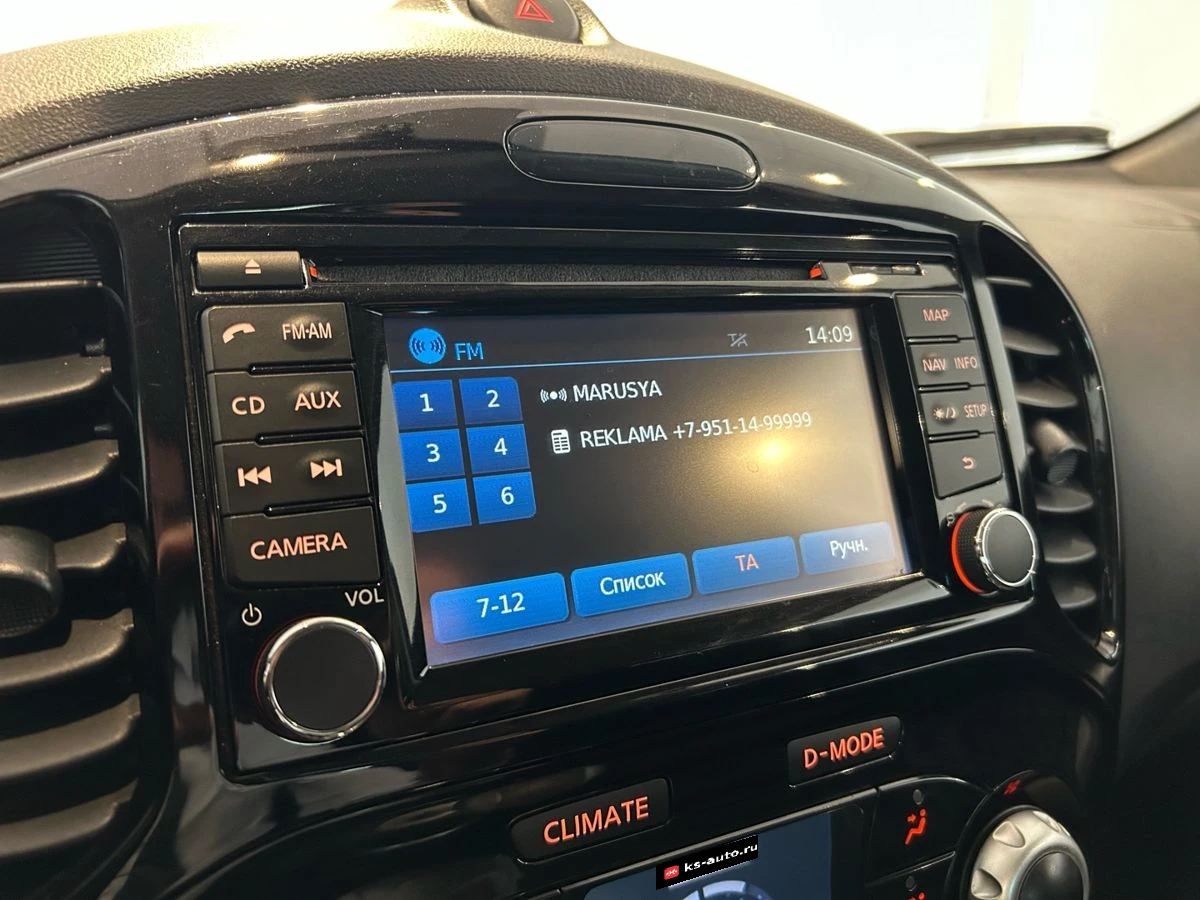 FM 14:09
MARUSYA
REKLAMA +7-951-14-99999
1 2
3 4
5 6
7-12 Список TA Ручн.
FM·AM
CD AUX
CAMERA
VOL
MAP
NAV INFO
SETUP
D-MODE
CLIMATE
ks-auto.ru